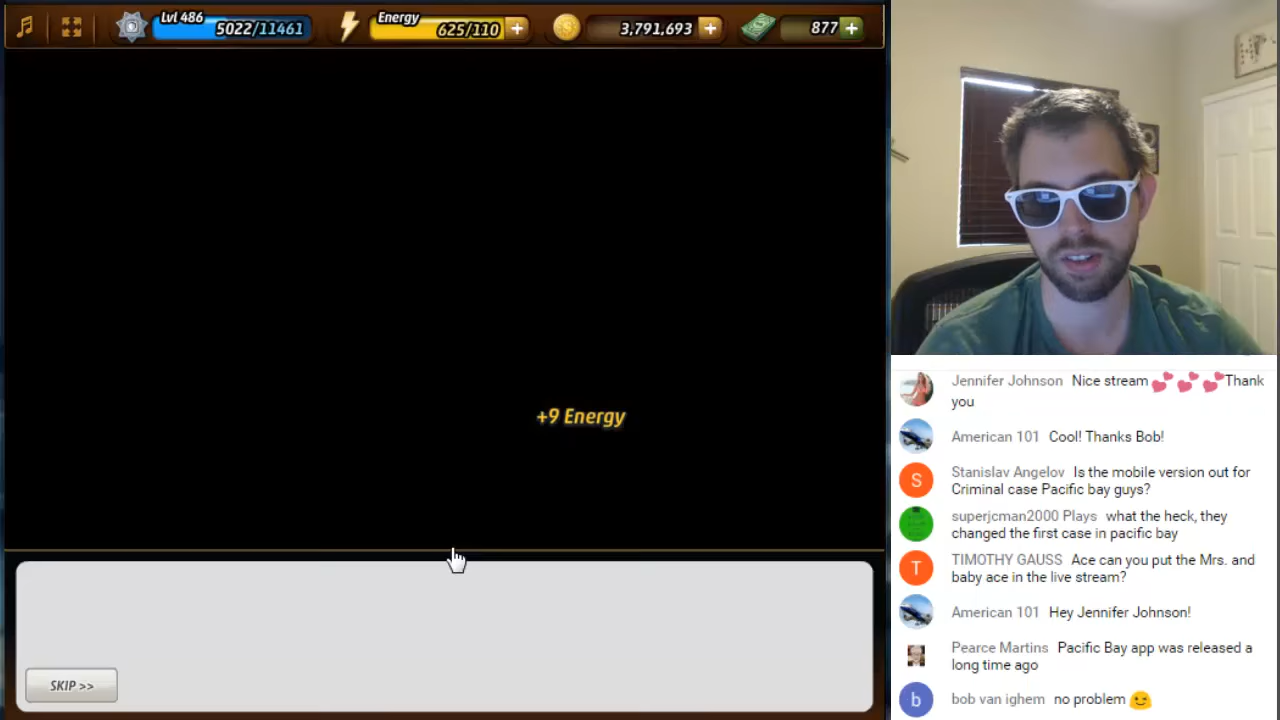 Lvl 486
5022/11461
Energy
625/110
3,791,693
877
+9 Energy
SKIP >>
Jennifer Johnson Nice stream💕💕💕Thank
you
American 101 Cool! Thanks Bob!
S
Stanislav Angelov Is the mobile version out for
Criminal case Pacific bay guys?
superjcman2000 Plays what the heck, they
changed the first case in pacific bay
T
TIMOTHY GAUSS Ace can you put the Mrs. and
baby ace in the live stream?
American 101 Hey Jennifer Johnson!
Pearce Martins Pacific Bay app was released a
long time ago
b
bob van ighem no problem 😉